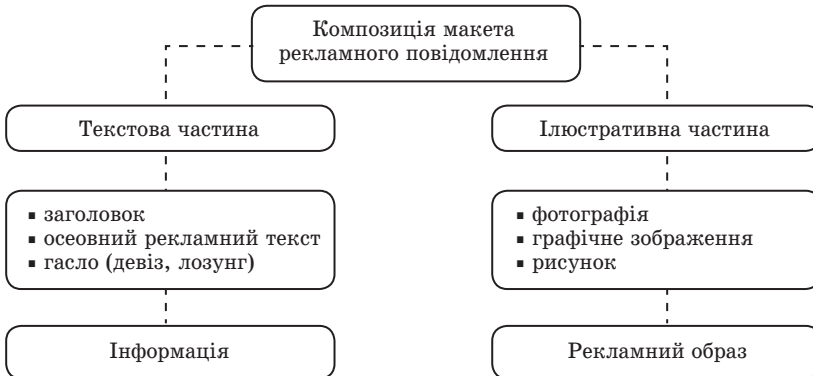 Композиція макета
рекламного повідомлення
Текстова частина
Ілюстративна частина
▪ заголовок
▪ осеовний рекламний текст
▪ гасло (девіз, лозунг)
▪ фотографія
▪ графічне зображення
▪ рисунок
Інформація
Рекламний образ